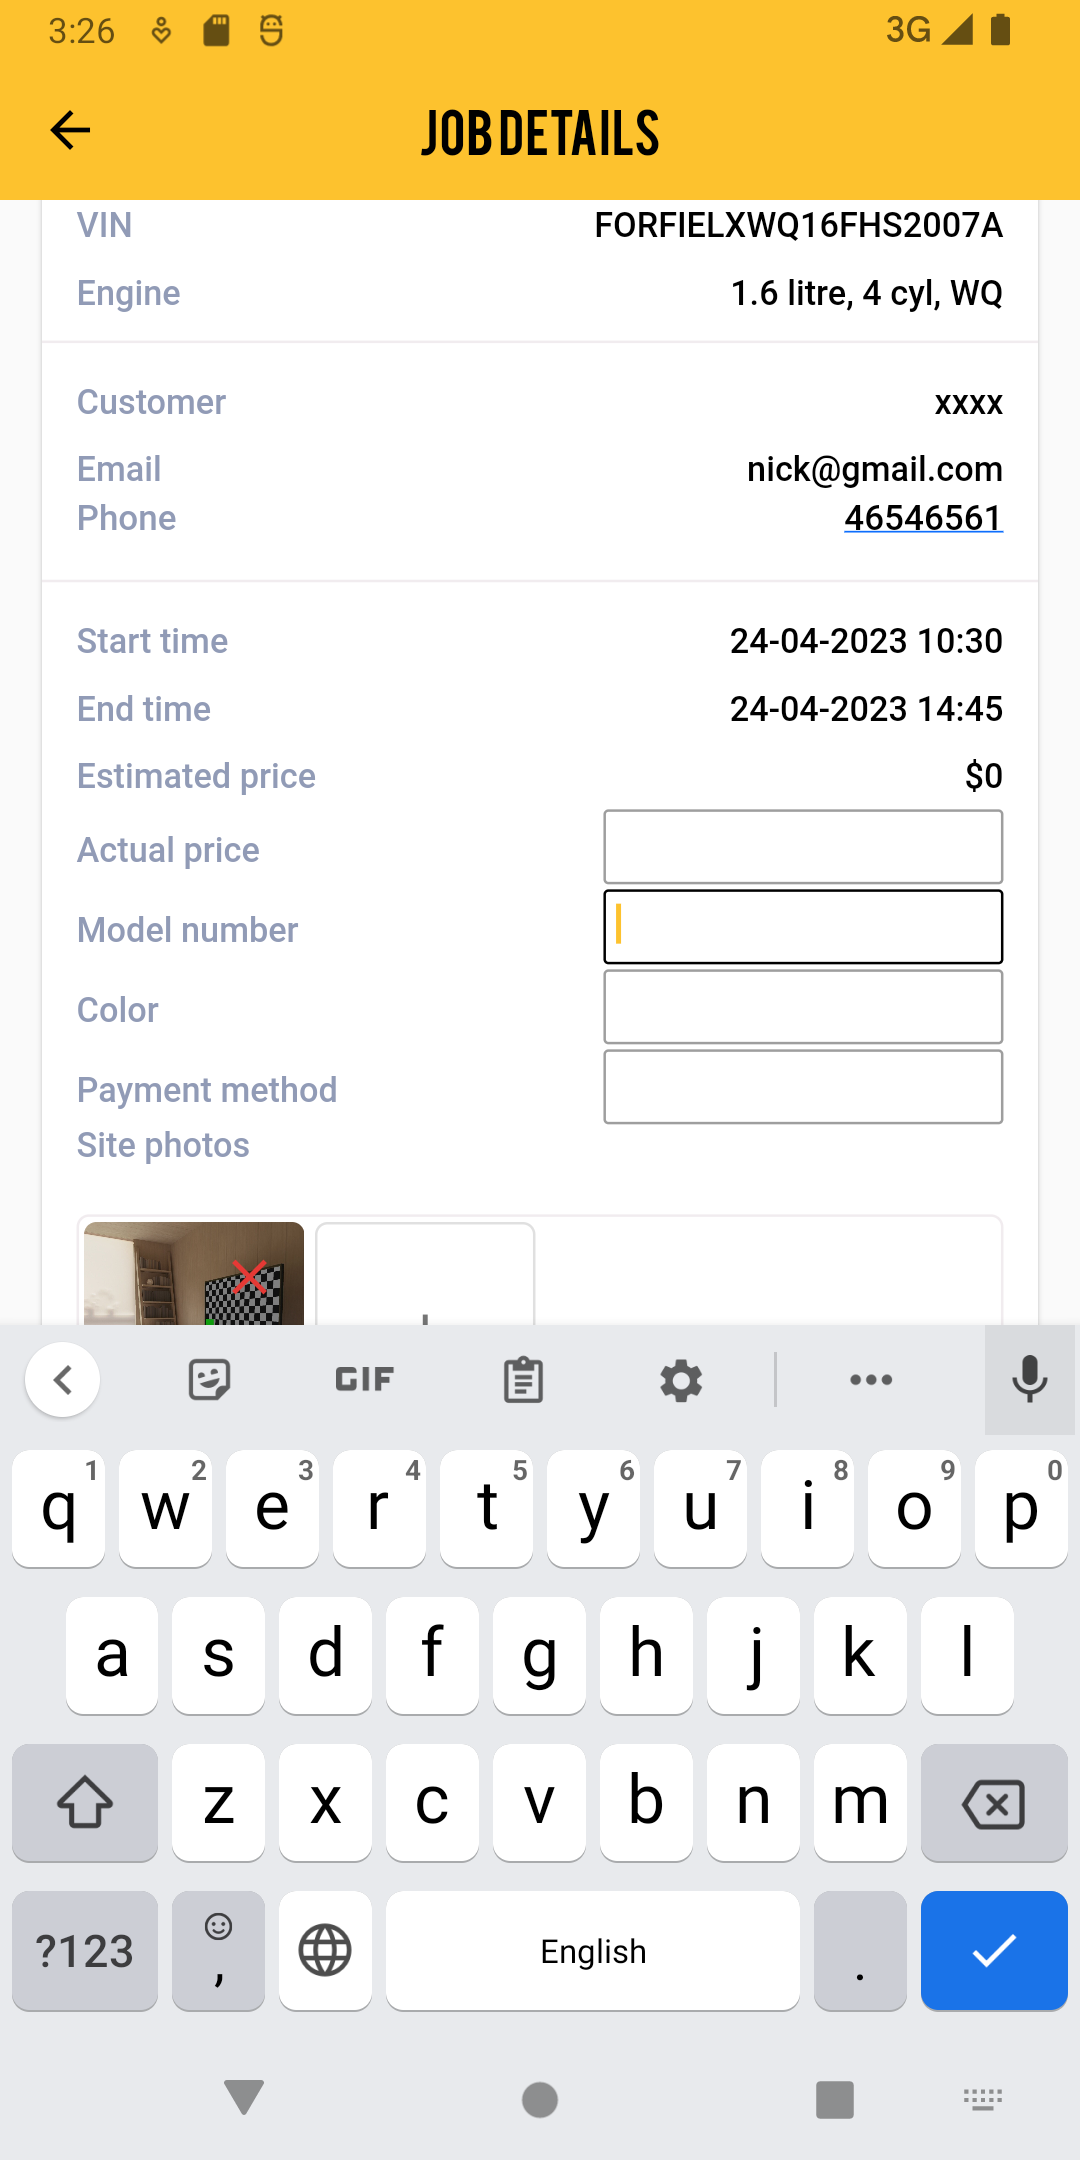 3:26 3G
JOB DETAILS
VIN FORFIELXWQ16FHS2007A
Engine 1.6 litre, 4 cyl, WQ
Customer xxxx
Email nick@gmail.com
Phone 46546561
Start time 24-04-2023 10:30
End time 24-04-2023 14:45
Estimated price $0
Actual price
Model number
Color
Payment method
Site photos
GIF
q 1 w 2 e 3 r 4 t 5 y 6 u 7 i 8 o 9 p 0
a s d f g h j k l
z x c v b n m
?123 , English .